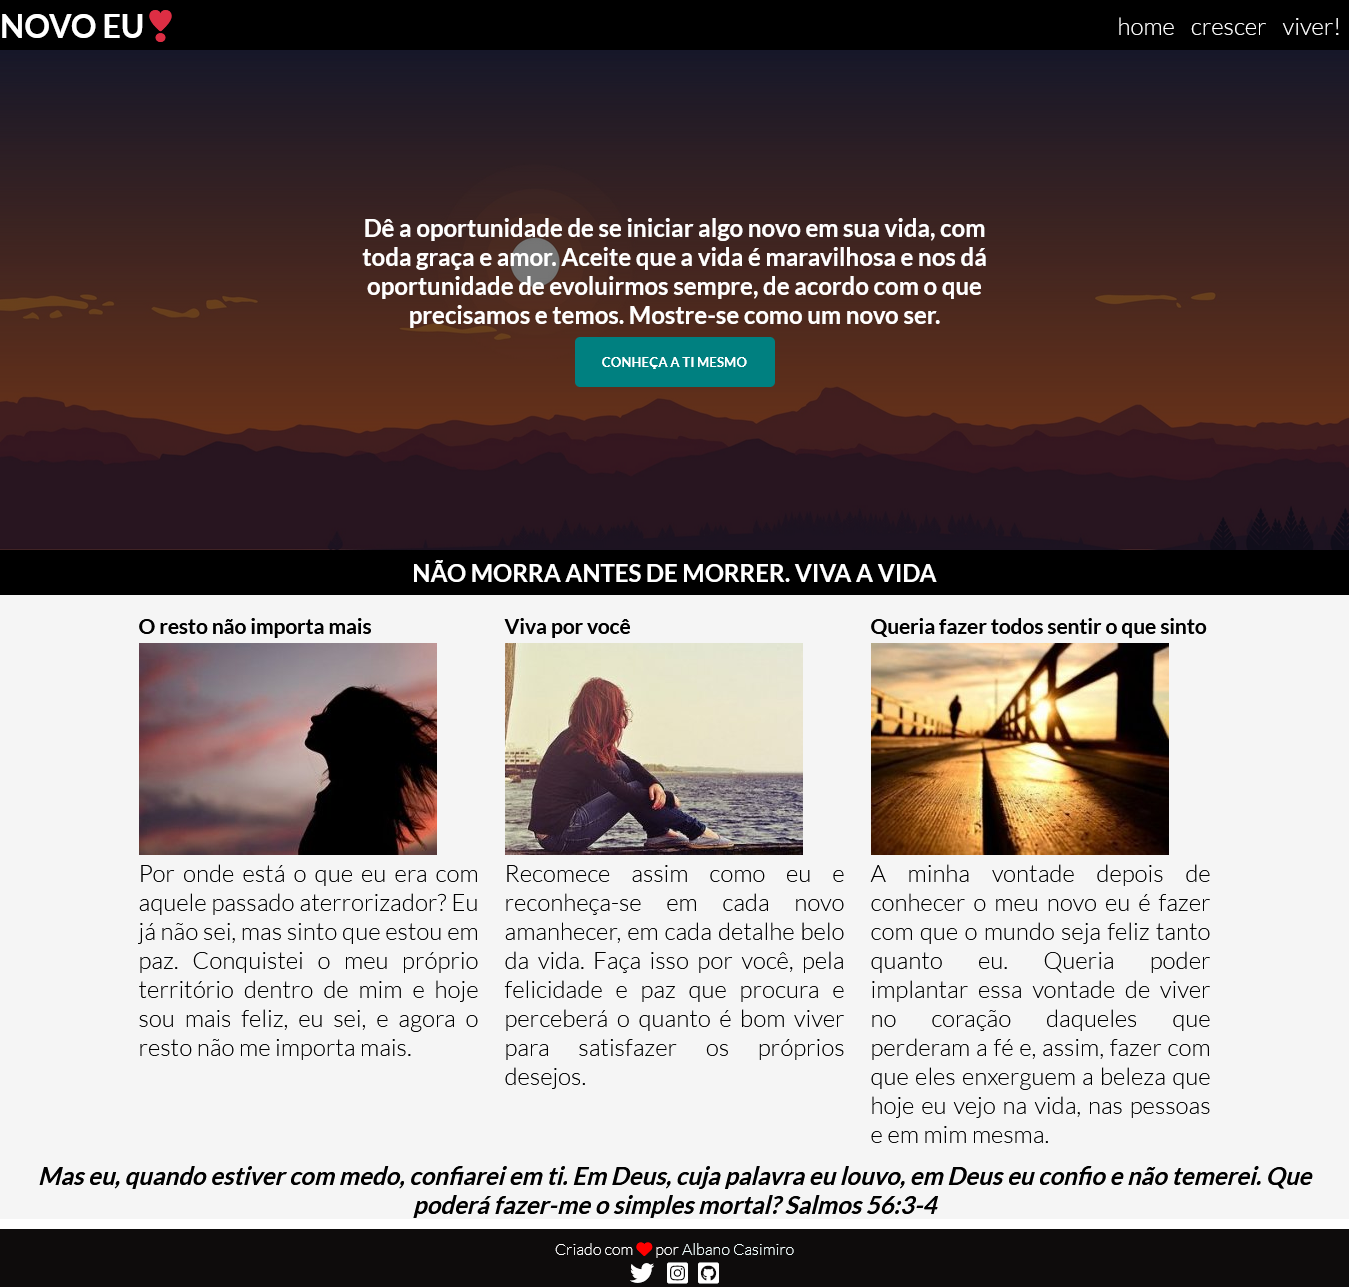 NOVO EU❣
home crescer viver!
Dê a oportunidade de se iniciar algo novo em sua vida, com
toda graça e amor. Aceite que a vida é maravilhosa e nos dá
oportunidade de evoluirmos sempre, de acordo com o que
precisamos e temos. Mostre-se como um novo ser.
CONHEÇA A TI MESMO
NÃO MORRA ANTES DE MORRER. VIVA A VIDA
O resto não importa mais
Por onde está o que eu era com
aquele passado aterrorizador? Eu
já não sei, mas sinto que estou em
paz. Conquistei o meu próprio
território dentro de mim e hoje
sou mais feliz, eu sei, e agora o
resto não me importa mais.
Viva por você
Recomece assim como eu e
reconheça-se em cada novo
amanhecer, em cada detalhe belo
da vida. Faça isso por você, pela
felicidade e paz que procura e
perceberá o quanto é bom viver
para satisfazer os próprios
desejos.
Queria fazer todos sentir o que sinto
A minha vontade depois de
conhecer o meu novo eu é fazer
com que o mundo seja feliz tanto
quanto eu. Queria poder
implantar essa vontade de viver
no coração daqueles que
perderam a fé e, assim, fazer com
que eles enxerguem a beleza que
hoje eu vejo na vida, nas pessoas
e em mim mesma.
Mas eu, quando estiver com medo, confiarei em ti. Em Deus, cuja palavra eu louvo, em Deus eu confio e não temerei. Que
poderá fazer-me o simples mortal? Salmos 56:3-4
Criado com ❤ por Albano Casimiro